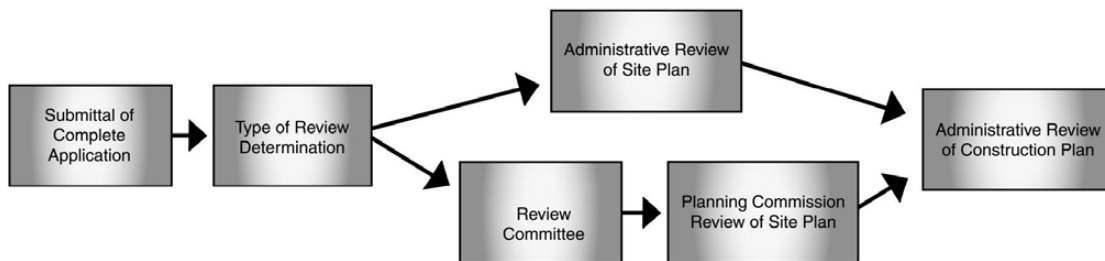 Submittal of
Complete
Application
Type of Review
Determination
Administrative Review
of Site Plan
Review
Committee
Planning Commission
Review of Site Plan
Administrative Review
of Construction Plan